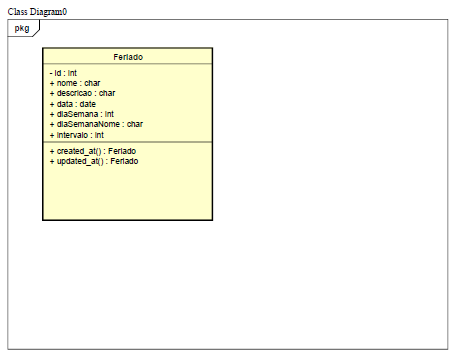 Class Diagram0
pkg
Feriado
- id : int
+ nome : char
+ descricao : char
+ data : date
+ diaSemana : int
+ diaSemanaNome : char
+ intervalo : int
+ created_at() : Feriado
+ updated_at() : Feriado